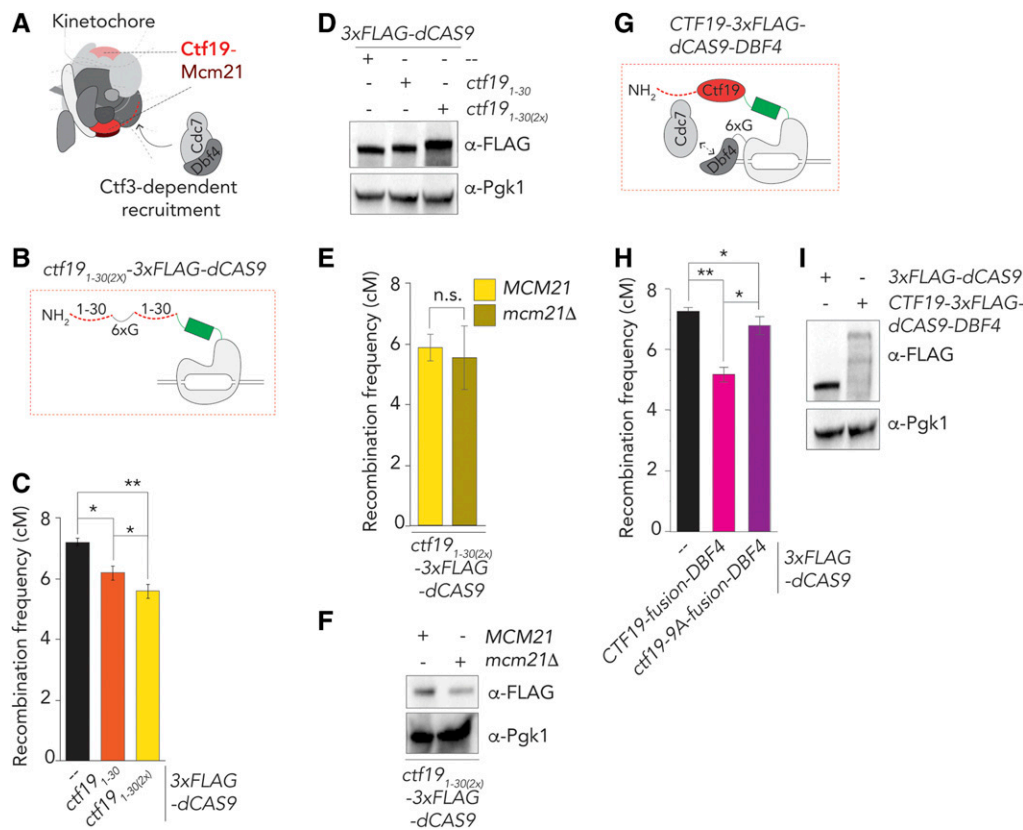 A
Kinetochore
Ctf19-
Mcm21
Cdc7
Dbf4
Ctf3-dependent
recruitment
B
ctf19 1-30(2X)-3xFLAG-dCAS9
NH2
1-30
1-30
6xG
C
Recombination frequency (cM)
8
6
4
2
0
**
*
*
--
ctf19 1-30
ctf19 1-30(2x)
3xFLAG
-dCAS9
D
3xFLAG-dCAS9
+ - - --
- + - ctf19 1-30
- - + ctf19 1-30(2x)
α-FLAG
α-Pgk1
E
Recombination frequency (cM)
8
6
4
2
0
n.s.
MCM21
mcm21Δ
ctf19 1-30(2x)
-3xFLAG
-dCAS9
F
+ - MCM21
- + mcm21Δ
α-FLAG
α-Pgk1
ctf19 1-30(2x)
-3xFLAG
-dCAS9
G
CTF19-3xFLAG-
dCAS9-DBF4
NH2
Ctf19
Cdc7
6xG
Dbf4
H
Recombination frequency (cM)
8
6
4
2
0
*
**
*
--
CTF19-fusion-DBF4
ctf19-9A-fusion-DBF4
3xFLAG
-dCAS9
I
+ - 3xFLAG-dCAS9
- + CTF19-3xFLAG-
dCAS9-DBF4
α-FLAG
α-Pgk1